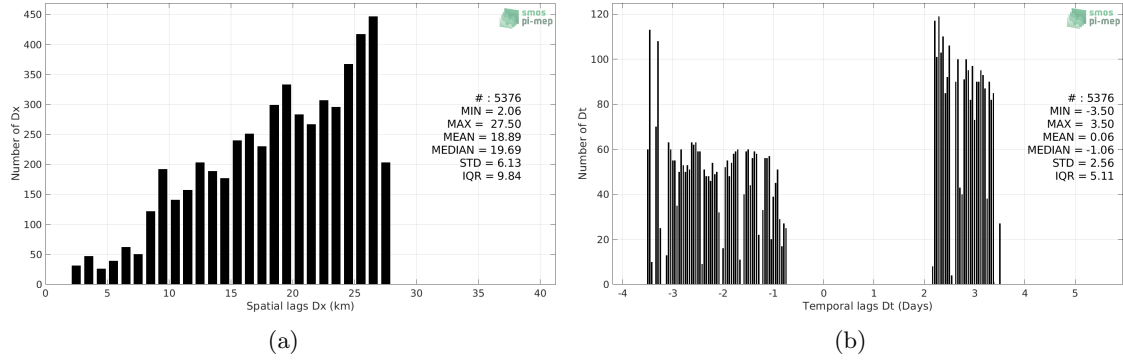 smos
pi-mep
450
400
350
300
250
200
150
100
50
0
Number of Dx
# : 5376
MIN = 2.06
MAX = 27.50
MEAN = 18.89
MEDIAN = 19.69
STD = 6.13
IQR = 9.84
0 5 10 15 20 25 30 35 40
Spatial lags Dx (km)
(a)
smos
pi-mep
120
100
80
60
40
20
0
Number of Dt
# : 5376
MIN = -3.50
MAX = 3.50
MEAN = 0.06
MEDIAN = -1.06
STD = 2.56
IQR = 5.11
-4 -3 -2 -1 0 1 2 3 4 5
Temporal lags Dt (Days)
(b)